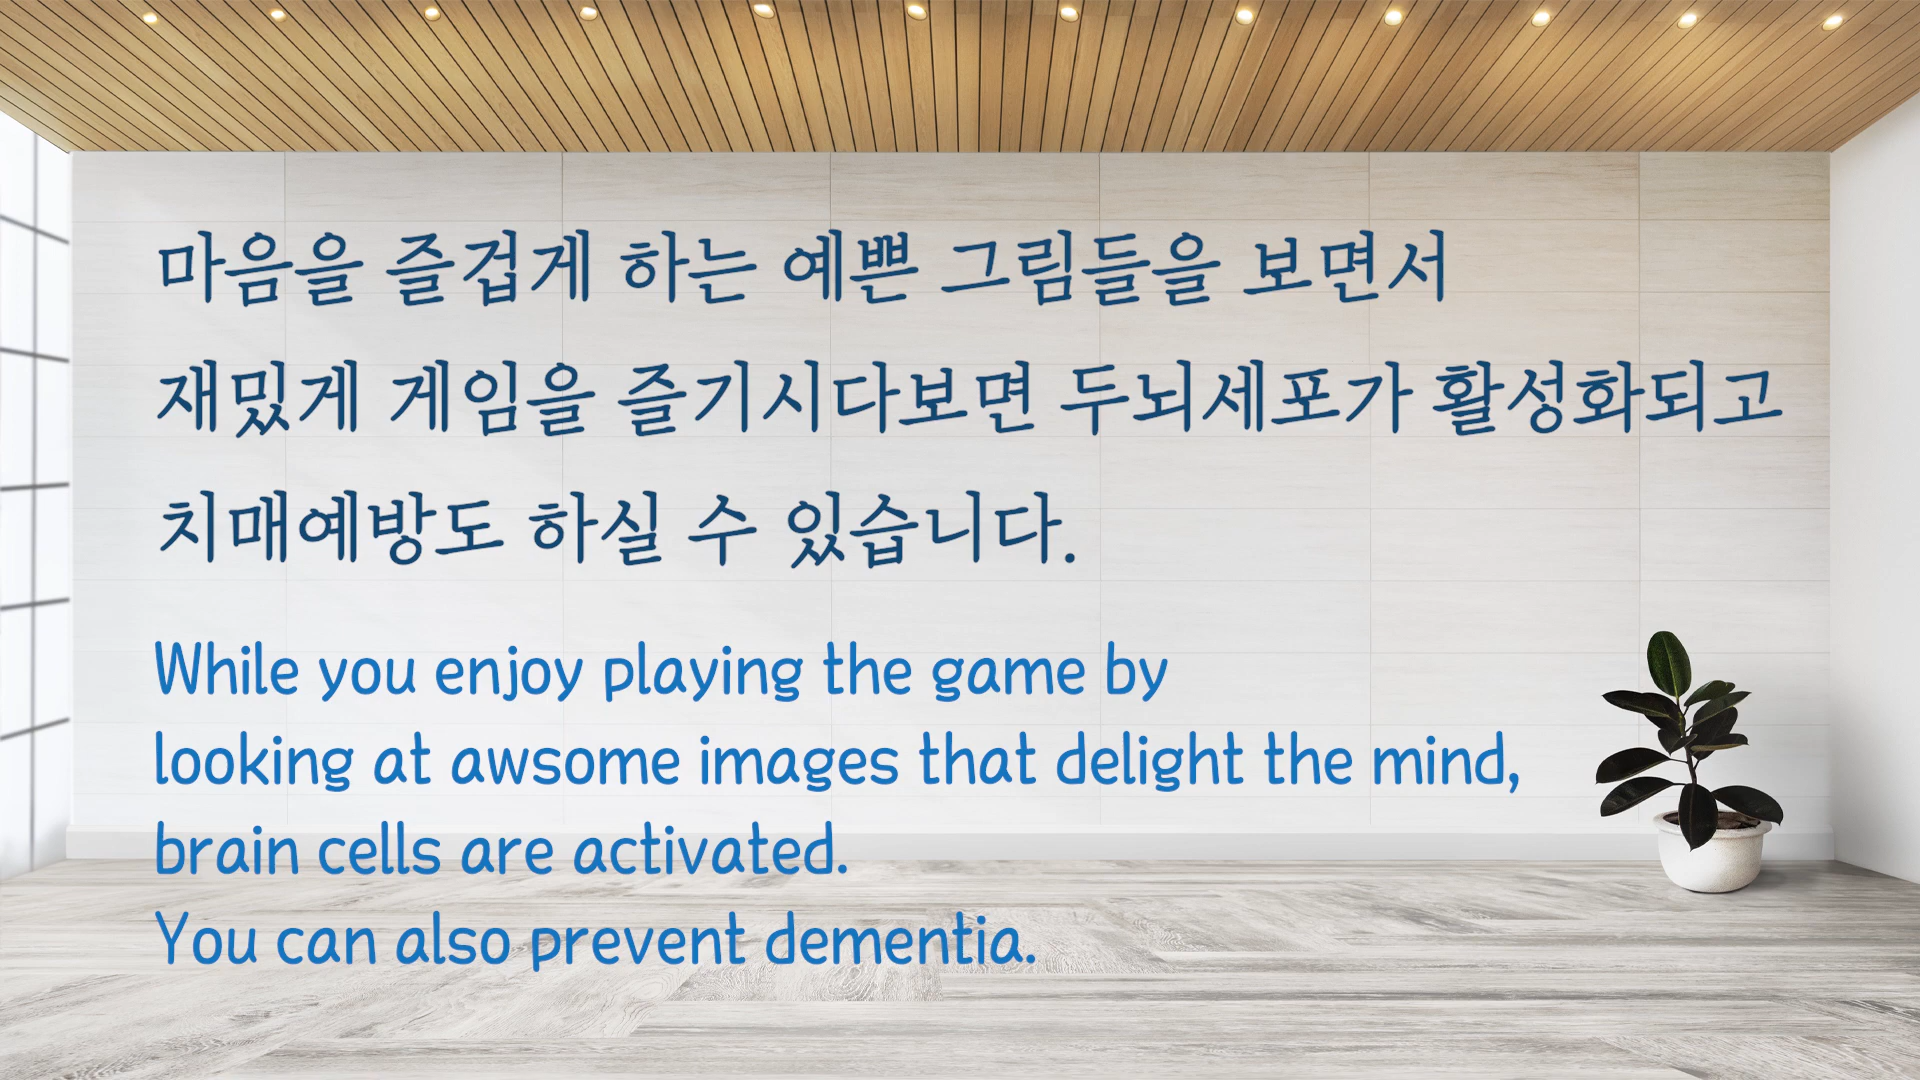 마음을 즐겁게 하는 예쁜 그림들을 보면서
재밌게 게임을 즐기시다보면 두뇌세포가 활성화되고
치매예방도 하실 수 있습니다.
While you enjoy playing the game by
looking at awsome images that delight the mind,
brain cells are activated.
You can also prevent dementia.